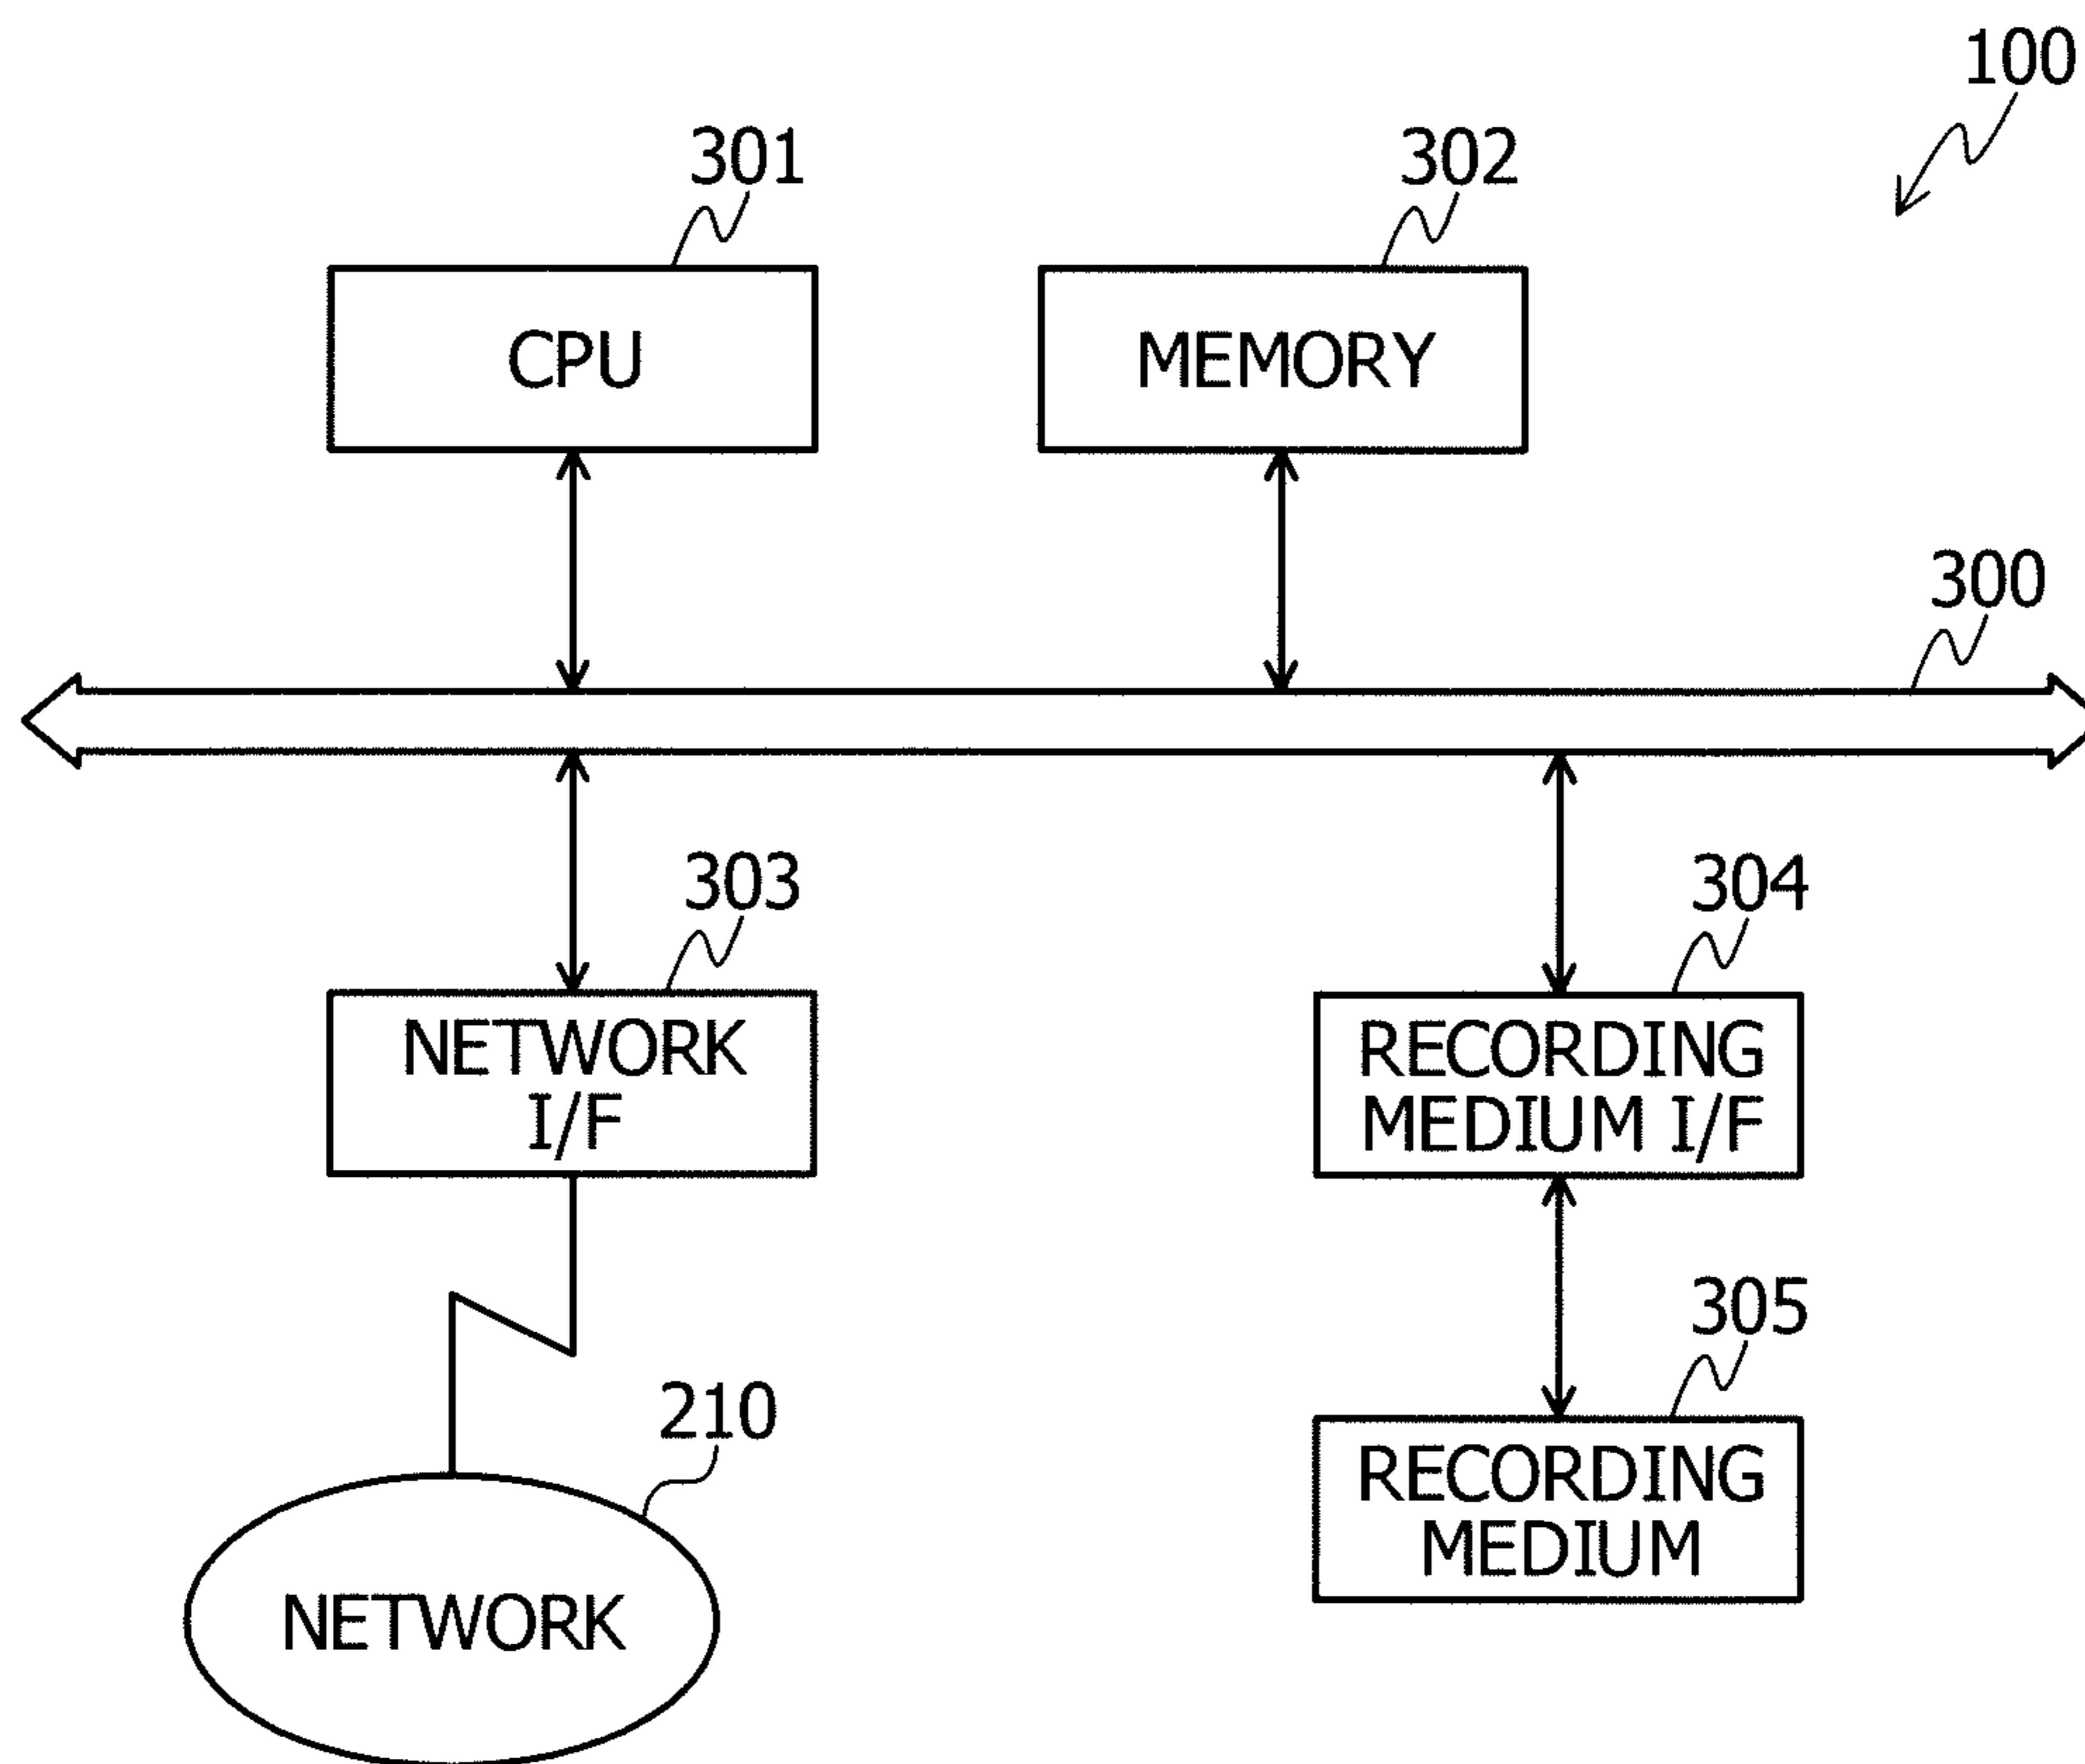 100
301
302
CPU
MEMORY
300
303
304
NETWORK
I/F
RECORDING
MEDIUM I/F
305
210
RECORDING
MEDIUM
NETWORK